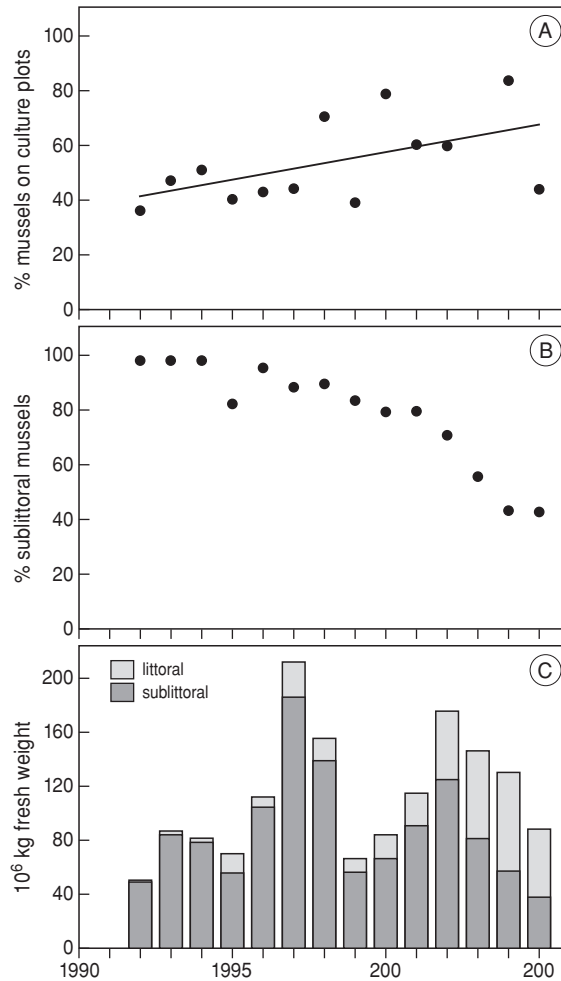 A
100
80
60
40
20
0
% mussels on culture plots
B
100
80
60
40
20
0
% sublittoral mussels
C
littoral
sublittoral
200
160
120
80
40
0
10⁶ kg fresh weight
1990 1995 200 200